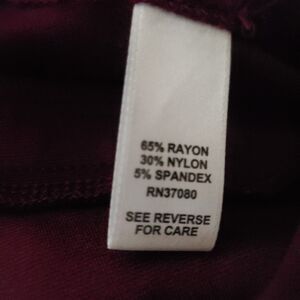 65% RAYON
30% NYLON
5% SPANDEX
RN37080
SEE REVERSE
FOR CARE